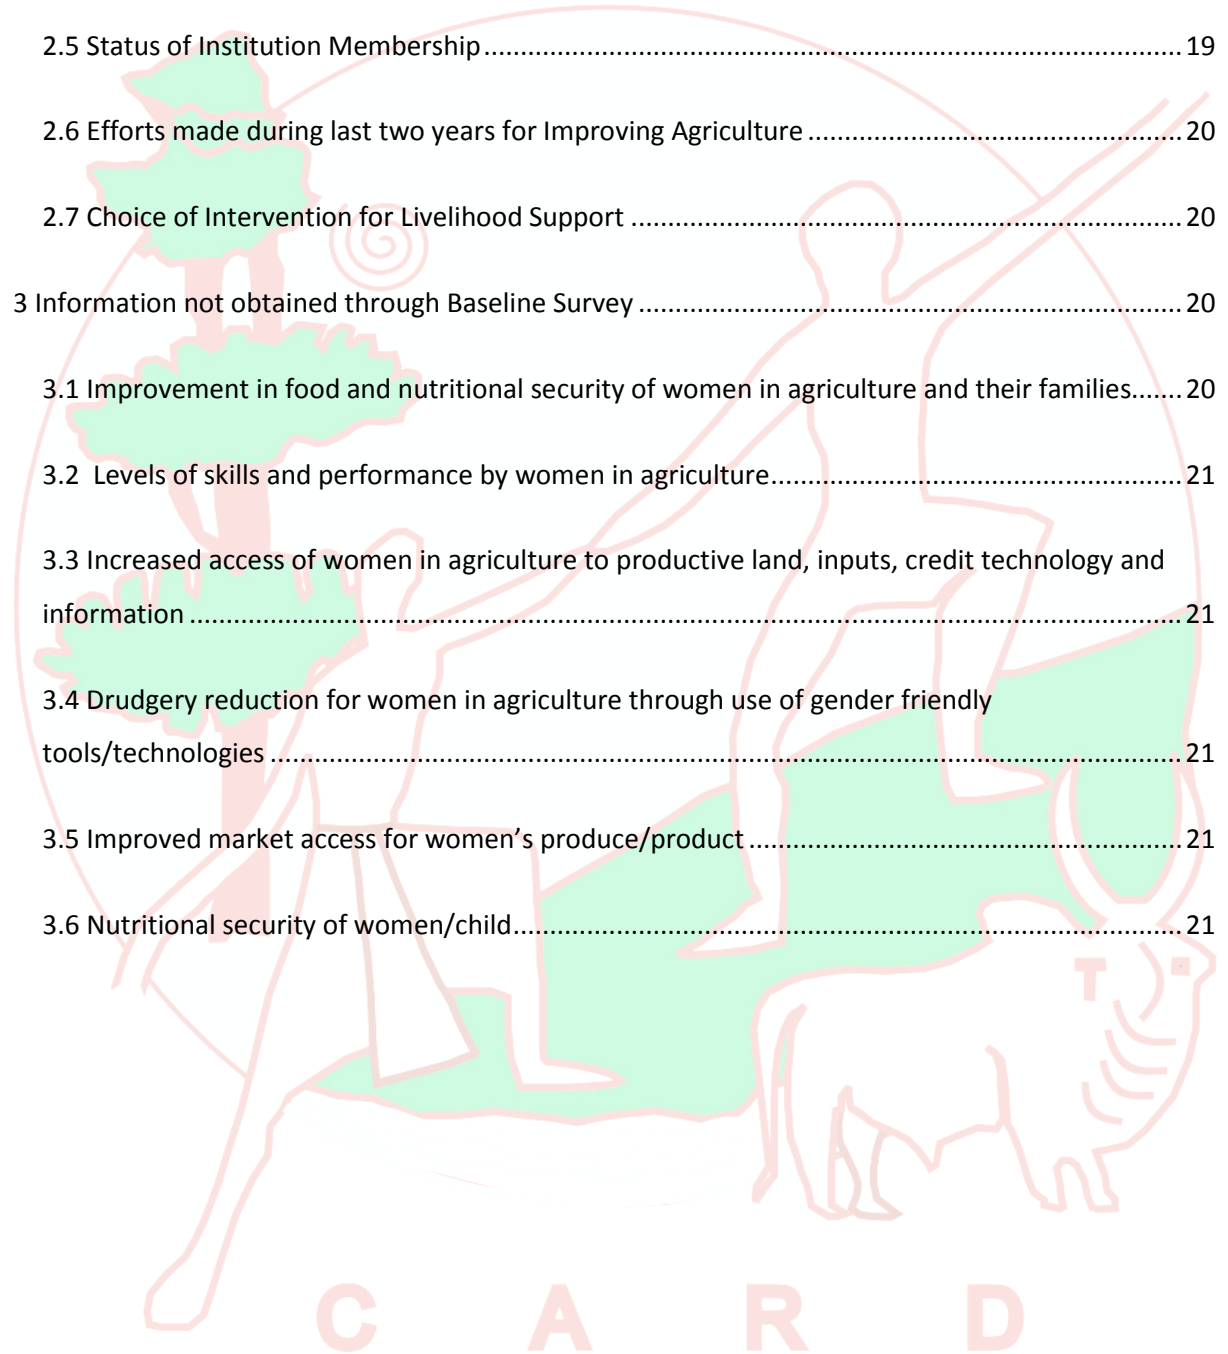 2.5 Status of Institution Membership................................................................................................19
2.6 Efforts made during last two years for Improving Agriculture....................................................20
2.7 Choice of Intervention for Livelihood Support............................................................................20
3 Information not obtained through Baseline Survey...........................................................................20
3.1 Improvement in food and nutritional security of women in agriculture and their families.......20
3.2  Levels of skills and performance by women in agriculture.........................................................21
3.3 Increased access of women in agriculture to productive land, inputs, credit technology and
information........................................................................................................................................21
3.4 Drudgery reduction for women in agriculture through use of gender friendly
tools/technologies.............................................................................................................................21
3.5 Improved market access for women’s produce/product............................................................21
3.6 Nutritional security of women/child............................................................................................21
C A R D